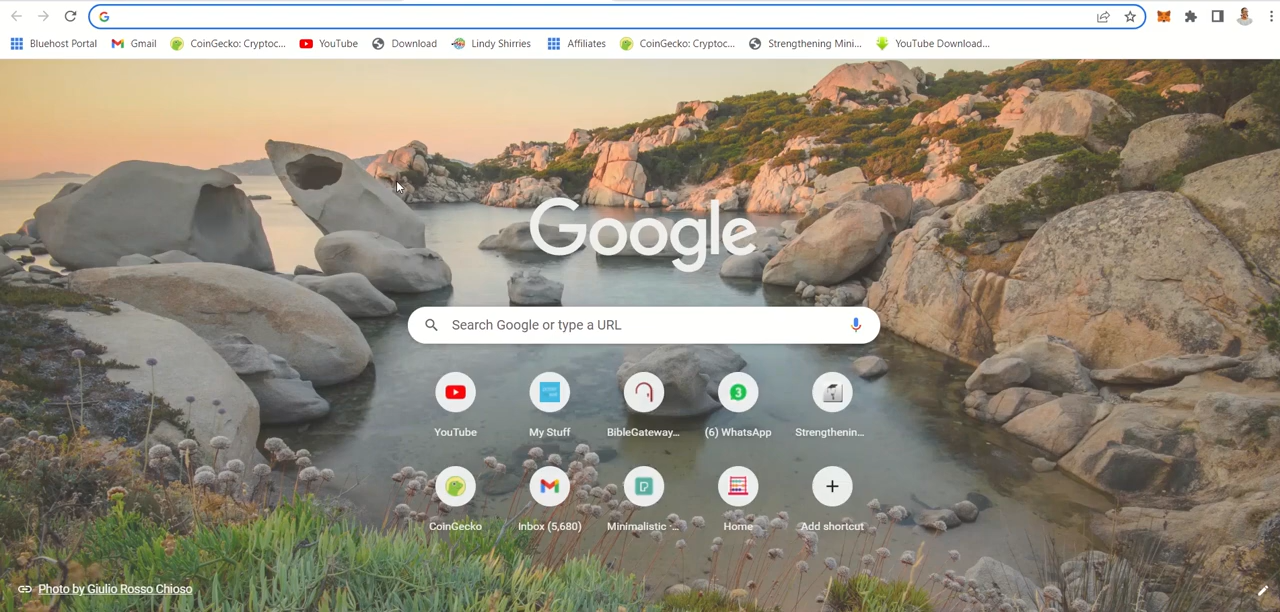 Bluehost Portal
Gmail
CoinGecko: Cryptoc...
YouTube
Download
Lindy Shirries
Affiliates
CoinGecko: Cryptoc...
Strengthening Mini...
YouTube Download...
Google
Search Google or type a URL
YouTube
My Stuff
BibleGateway...
(6) WhatsApp
Strengthenin...
CoinGecko
Inbox (5,680)
Minimalistic -...
Home
Add shortcut
Photo by Giulio Rosso Chioso